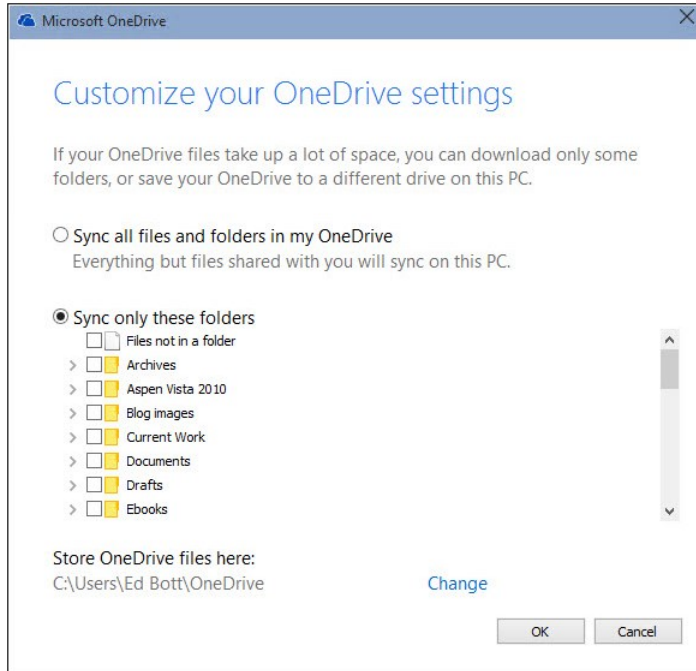 Microsoft OneDrive
Customize your OneDrive settings
If your OneDrive files take up a lot of space, you can download only some
folders, or save your OneDrive to a different drive on this PC.
Sync all files and folders in my OneDrive
Everything but files shared with you will sync on this PC.
Sync only these folders
Files not in a folder
Archives
Aspen Vista 2010
Blog images
Current Work
Documents
Drafts
Ebooks
Store OneDrive files here:
C:\Users\Ed Bott\OneDrive Change
OK Cancel